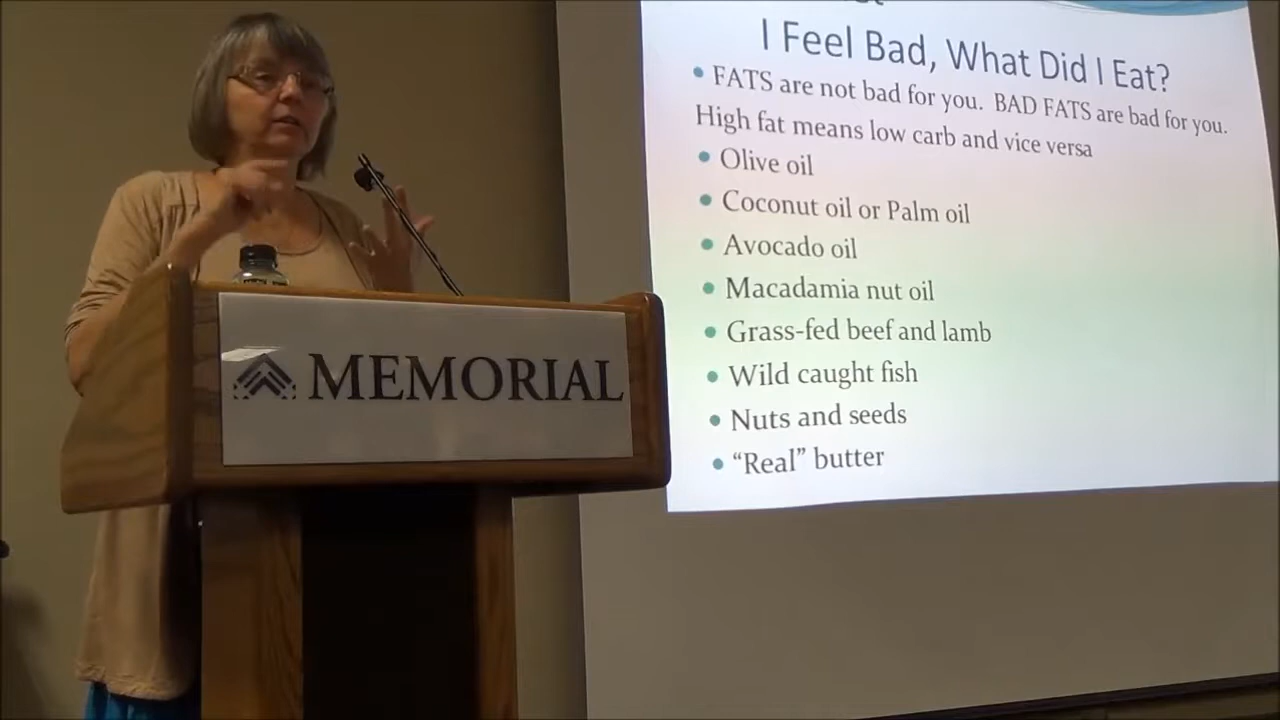 I Feel Bad, What Did I Eat?
• FATS are not bad for you. BAD FATS are bad for you.
High fat means low carb and vice versa
• Olive oil
• Coconut oil or Palm oil
• Avocado oil
• Macadamia nut oil
• Grass-fed beef and lamb
• Wild caught fish
• Nuts and seeds
• “Real” butter
MEMORIAL